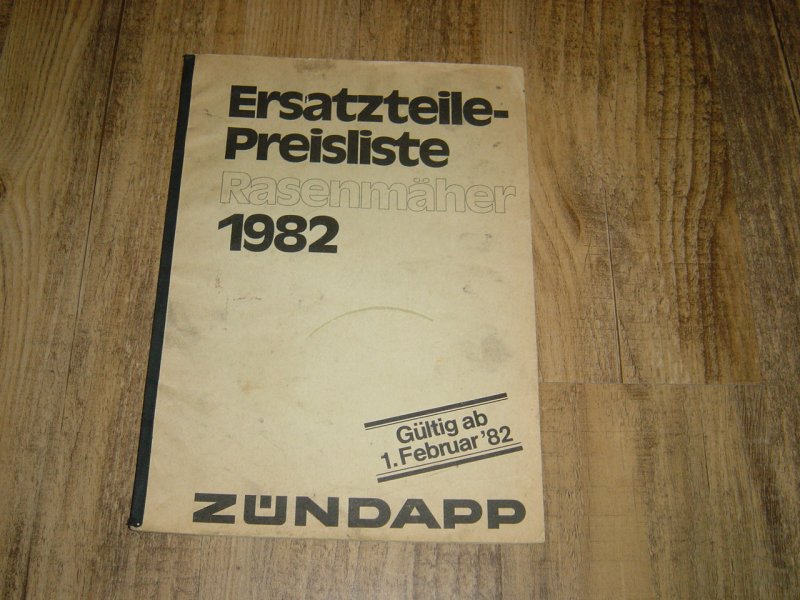 Ersatzteile-
Preisliste
Rasenmäher
1982
Gültig ab
1. Februar '82
ZÜNDAPP